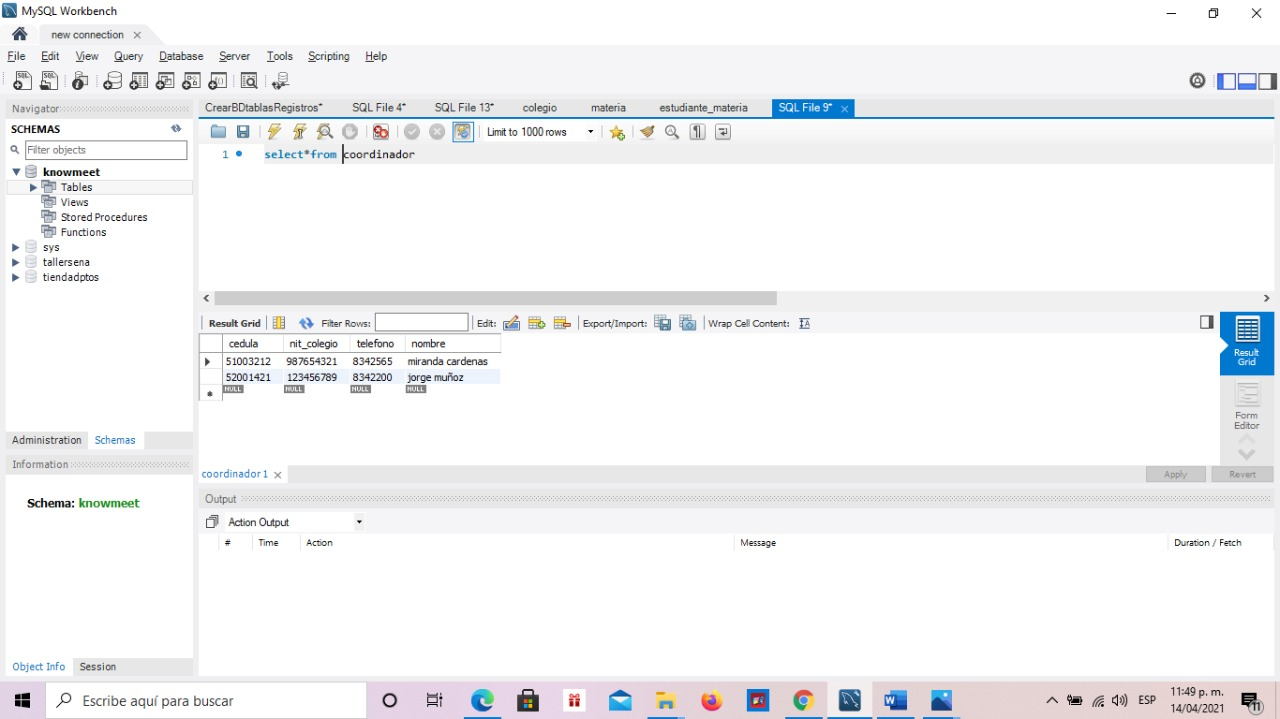 MySQL Workbench
new connection
File Edit View Query Database Server Tools Scripting Help
Navigator
CrearBDtablasRegistros* SQL File 4* SQL File 13* colegio materia estudiante_materia SQL File 9*
SCHEMAS
Limit to 1000 rows
Filter objects
1 select*from coordinador
knowmeet
Tables
Views
Stored Procedures
Functions
sys
tallersena
tiendadptos
Result Grid Filter Rows: Edit: Export/Import: Wrap Cell Content:
cedula nit_colegio telefono nombre
51003212 987654321 8342565 miranda cardenas
52001421 123456789 8342200 jorge muñoz
NULL NULL NULL NULL
Result
Grid
Form
Editor
Administration Schemas
Information
coordinador 1
Apply Revert
Schema: knowmeet
Output
Action Output
# Time Action Message Duration / Fetch
Object Info Session
Escribe aquí para buscar
ESP
11:49 p. m.
14/04/2021
11